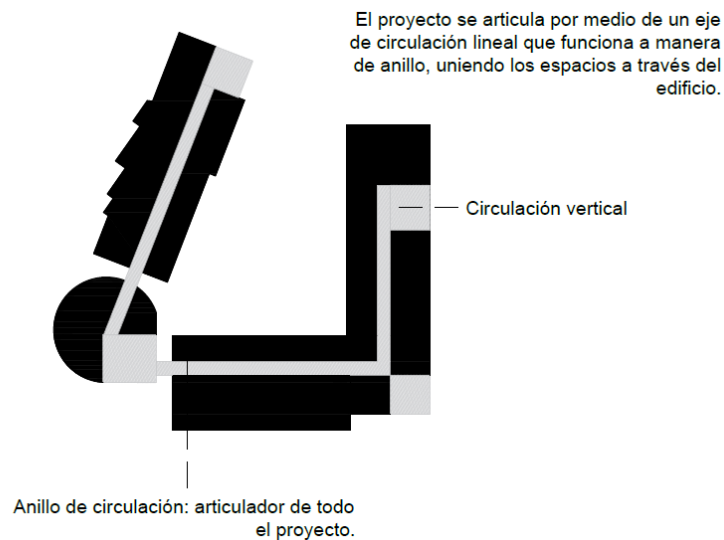 El proyecto se articula por medio de un eje
de circulación lineal que funciona a manera
de anillo, uniendo los espacios a través del
edificio.
Circulación vertical
Anillo de circulación: articulador de todo
el proyecto.